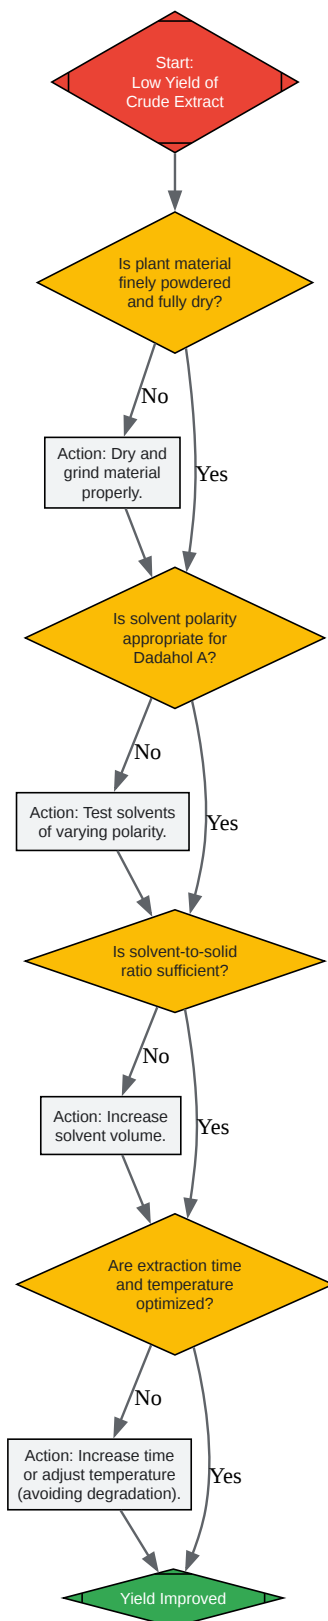 Start:
Low Yield of
Crude Extract
Is plant material
finely powdered
and fully dry?
No
Yes
Action: Dry and
grind material
properly.
Is solvent polarity
appropriate for
Dadahol A?
No
Yes
Action: Test solvents
of varying polarity.
Is solvent-to-solid
ratio sufficient?
No
Yes
Action: Increase
solvent volume.
Are extraction time
and temperature
optimized?
No
Yes
Action: Increase time
or adjust temperature
(avoiding degradation).
Yield Improved